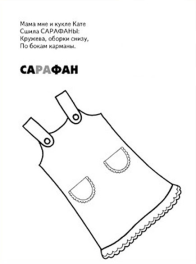 Мама мне и кукле Кате
Сшила САРАФАНЫ:
Кружева, оборки снизу,
По бокам карманы.
САРАФАН